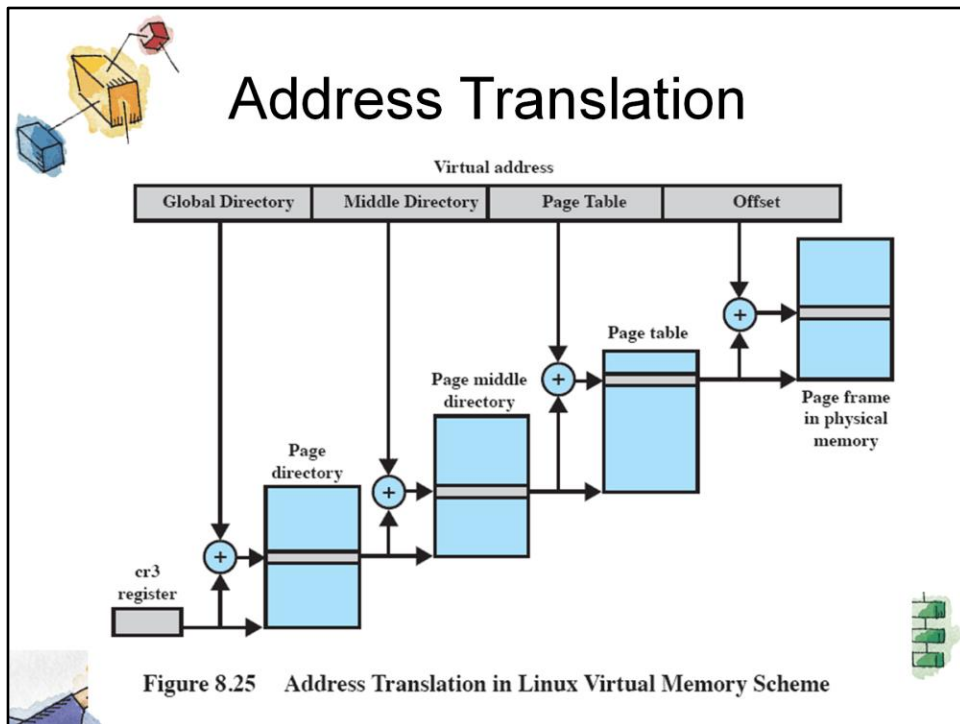 Address Translation
Virtual address
Global Directory
Middle Directory
Page Table
Offset
+
Page table
+
Page middle
directory
Page frame
in physical
memory
Page
directory
+
+
cr3
register
Figure 8.25 Address Translation in Linux Virtual Memory Scheme